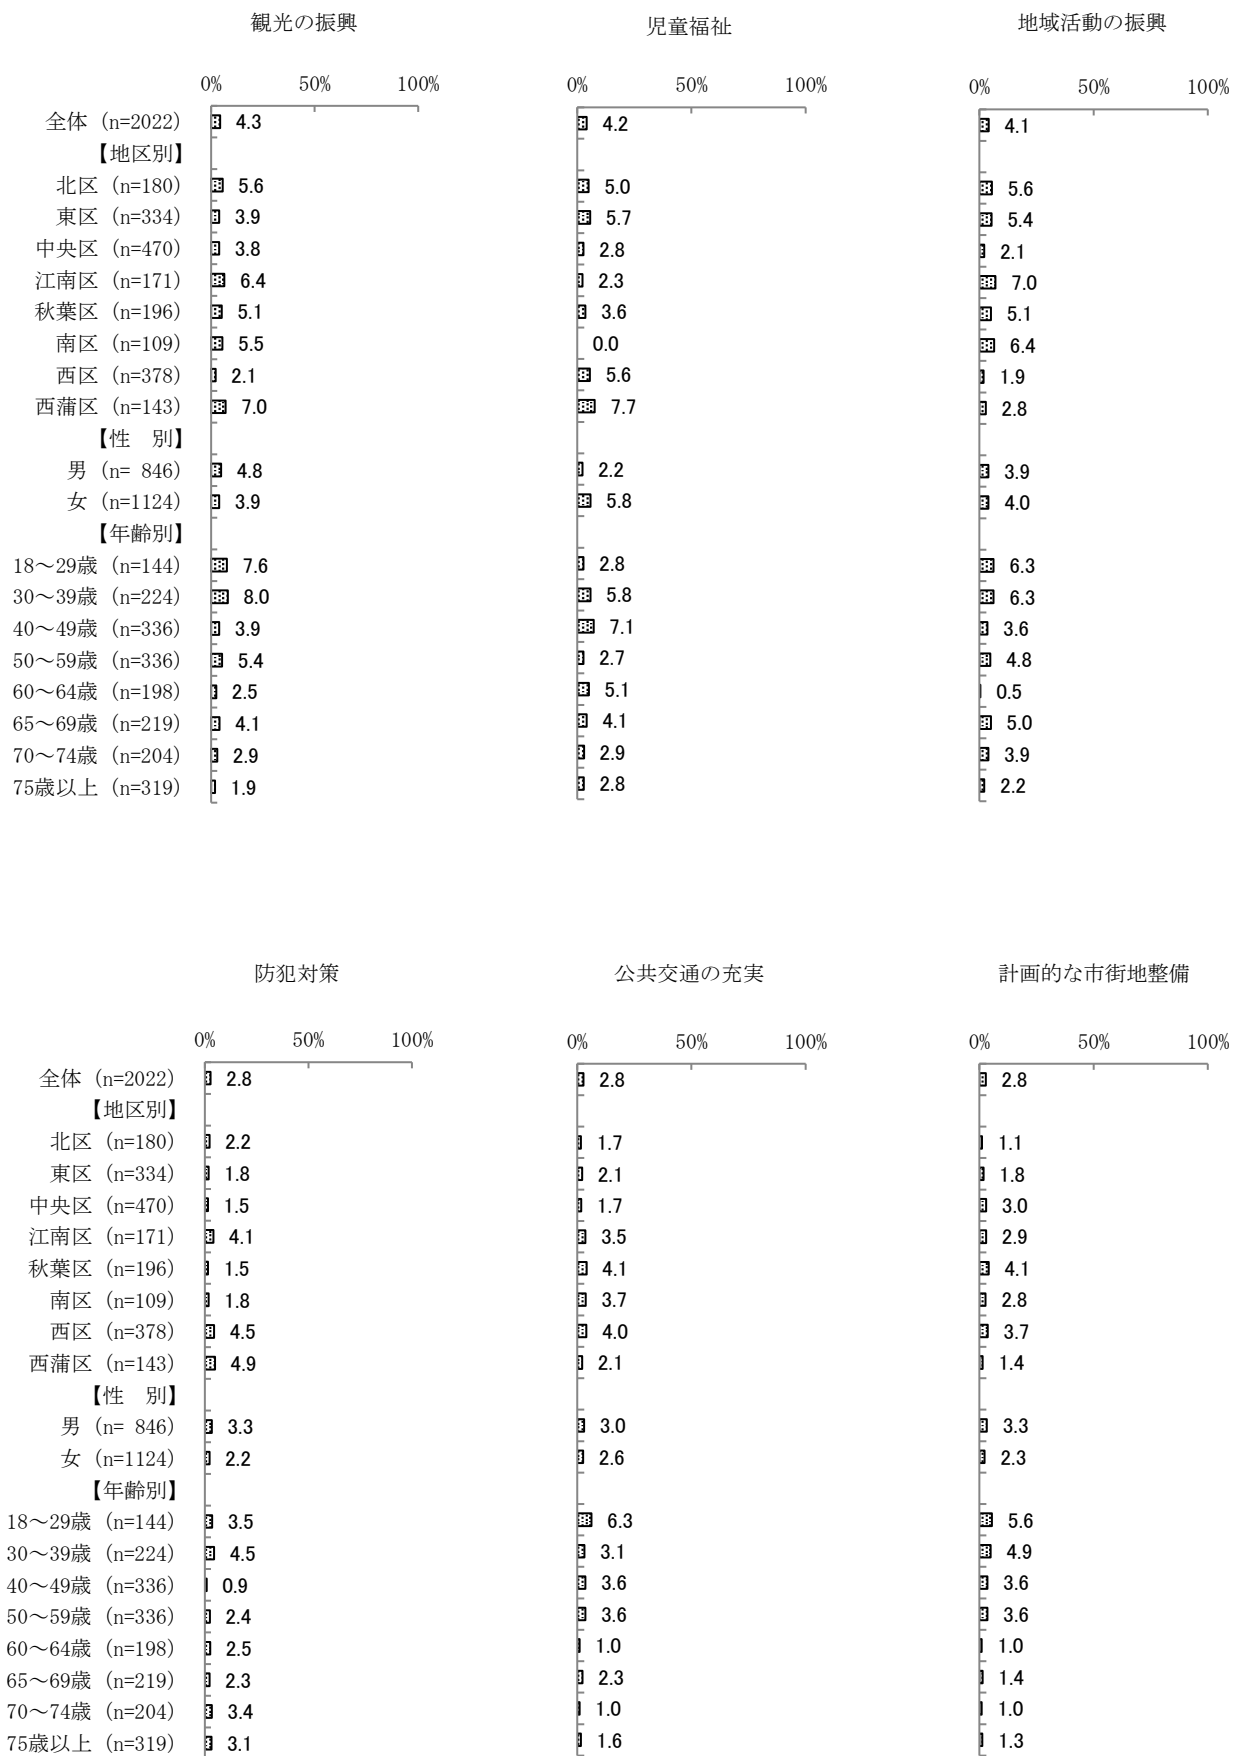 観光の振興 児童福祉 地域活動の振興
0% 50% 100% 0% 50% 100% 0% 50% 100%
全体 (n=2022) 4.3 4.2 4.1
【地区別】
北区 (n=180) 5.6 5.0 5.6
東区 (n=334) 3.9 5.7 5.4
中央区 (n=470) 3.8 2.8 2.1
江南区 (n=171) 6.4 2.3 7.0
秋葉区 (n=196) 5.1 3.6 5.1
南区 (n=109) 5.5 0.0 6.4
西区 (n=378) 2.1 5.6 1.9
西蒲区 (n=143) 7.0 7.7 2.8
【性　別】
男 (n= 846) 4.8 2.2 3.9
女 (n=1124) 3.9 5.8 4.0
【年齢別】
18～29歳 (n=144) 7.6 2.8 6.3
30～39歳 (n=224) 8.0 5.8 6.3
40～49歳 (n=336) 3.9 7.1 3.6
50～59歳 (n=336) 5.4 2.7 4.8
60～64歳 (n=198) 2.5 5.1 0.5
65～69歳 (n=219) 4.1 4.1 5.0
70～74歳 (n=204) 2.9 2.9 3.9
75歳以上 (n=319) 1.9 2.8 2.2
防犯対策 公共交通の充実 計画的な市街地整備
0% 50% 100% 0% 50% 100% 0% 50% 100%
全体 (n=2022) 2.8 2.8 2.8
【地区別】
北区 (n=180) 2.2 1.7 1.1
東区 (n=334) 1.8 2.1 1.8
中央区 (n=470) 1.5 1.7 3.0
江南区 (n=171) 4.1 3.5 2.9
秋葉区 (n=196) 1.5 4.1 4.1
南区 (n=109) 1.8 3.7 2.8
西区 (n=378) 4.5 4.0 3.7
西蒲区 (n=143) 4.9 2.1 1.4
【性　別】
男 (n= 846) 3.3 3.0 3.3
女 (n=1124) 2.2 2.6 2.3
【年齢別】
18～29歳 (n=144) 3.5 6.3 5.6
30～39歳 (n=224) 4.5 3.1 4.9
40～49歳 (n=336) 0.9 3.6 3.6
50～59歳 (n=336) 2.4 3.6 3.6
60～64歳 (n=198) 2.5 1.0 1.0
65～69歳 (n=219) 2.3 2.3 1.4
70～74歳 (n=204) 3.4 1.0 1.0
75歳以上 (n=319) 3.1 1.6 1.3